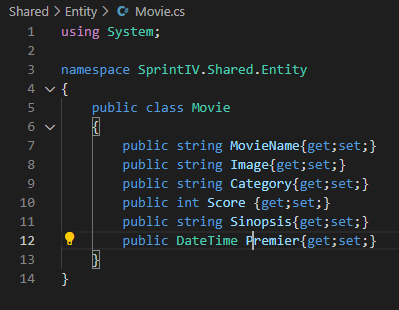 Shared > Entity > Movie.cs
1 using System;
2
3 namespace SprintIV.Shared.Entity
4 {
5 public class Movie
6 {
7 public string MovieName{get;set;}
8 public string Image{get;set;}
9 public string Category{get;set;}
10 public int Score {get;set;}
11 public string Sinopsis{get;set;}
12 public DateTime Premier{get;set;}
13 }
14 }